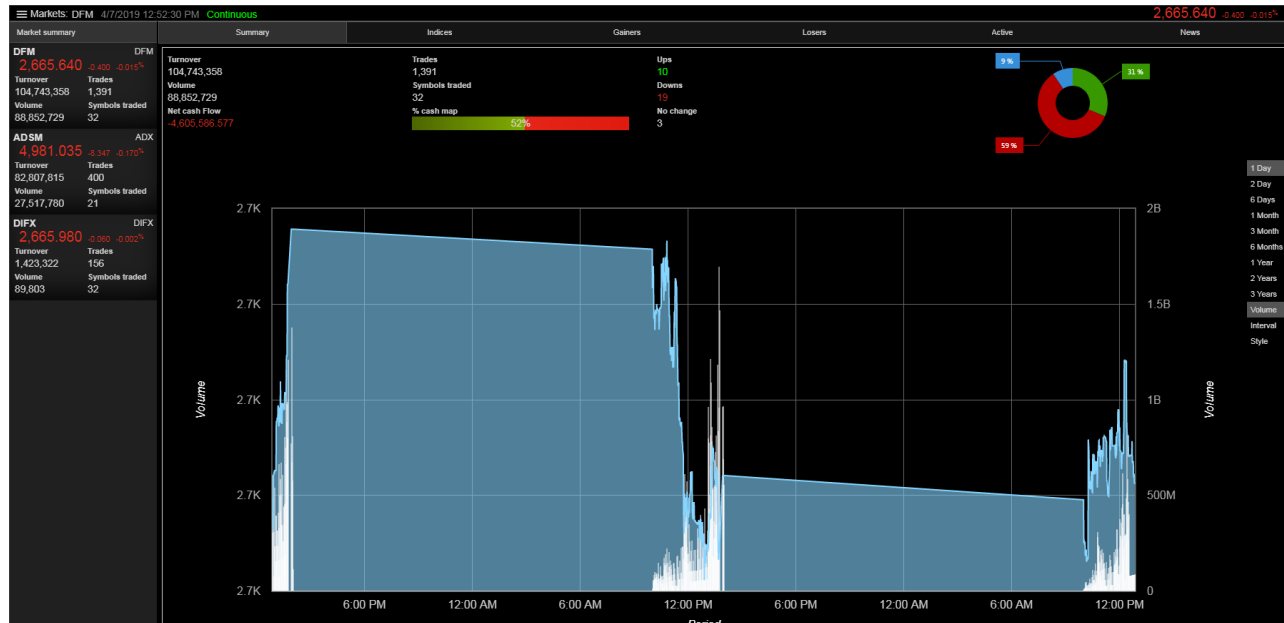 Markets: DFM 4/7/2019 12:52:30 PM Continuous 2,665.640 -0.400 -0.015%
Market summary Summary Indices Gainers Losers Active News
DFM DFM
2,665.640 -0.400 -0.015%
Turnover Trades
104,743,358 1,391
Volume Symbols traded
88,852,729 32
ADSM ADX
4,981.035 -8.347 -0.170%
Turnover Trades
82,807,815 400
Volume Symbols traded
27,517,780 21
DIFX DIFX
2,665.980 -0.060 -0.002%
Turnover Trades
1,423,322 156
Volume Symbols traded
89,803 32
Turnover Trades Ups
104,743,358 1,391 10
Volume Symbols traded Downs
88,852,729 32 19
Net cash Flow % cash map No change
-4,605,586.577 52% 3
9 %
31 %
59 %
1 Day
2 Day
6 Days
1 Month
3 Month
6 Months
1 Year
2 Years
3 Years
Volume
Interval
Style
2.7K 2B
2.7K 1.5B
2.7K 1B
2.7K 500M
2.7K 0
Volume Volume
6:00 PM 12:00 AM 6:00 AM 12:00 PM 6:00 PM 12:00 AM 6:00 AM 12:00 PM
Period